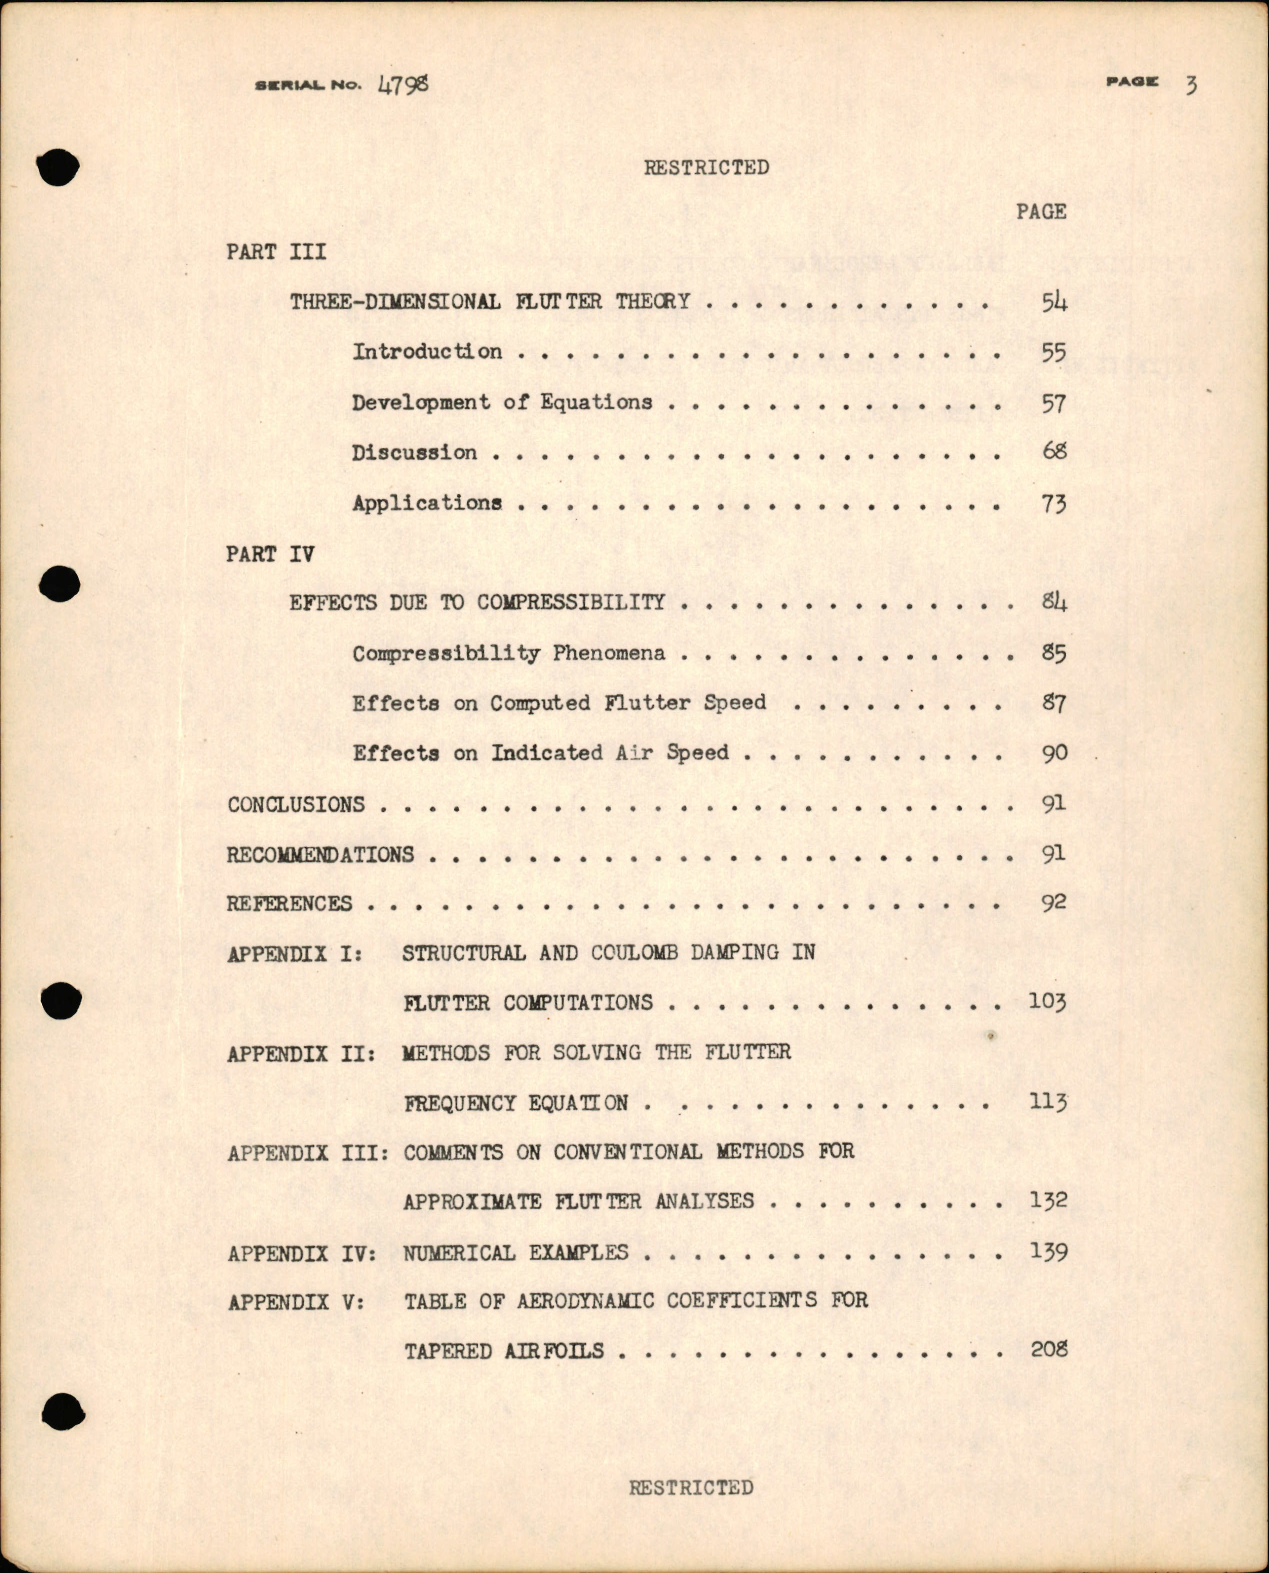 SERIAL No. 4798 PAGE 3
RESTRICTED
PAGE
PART III
THREE-DIMENSIONAL FLUTTER THEORY . . . . . . . . . . . . 54
Introduction . . . . . . . . . . . . . . . . . . . . 55
Development of Equations . . . . . . . . . . . . . . 57
Discussion . . . . . . . . . . . . . . . . . . . . . 68
Applications . . . . . . . . . . . . . . . . . . . . 73
PART IV
EFFECTS DUE TO COMPRESSIBILITY . . . . . . . . . . . . . . 84
Compressibility Phenomena . . . . . . . . . . . . . . 85
Effects on Computed Flutter Speed . . . . . . . . . 87
Effects on Indicated Air Speed . . . . . . . . . . . 90
CONCLUSIONS . . . . . . . . . . . . . . . . . . . . . . . . . . 91
RECOMMENDATIONS . . . . . . . . . . . . . . . . . . . . . . . . 91
REFERENCES . . . . . . . . . . . . . . . . . . . . . . . . . . 92
APPENDIX I: STRUCTURAL AND COULOMB DAMPING IN
FLUTTER COMPUTATIONS . . . . . . . . . . . . . . 103
APPENDIX II: METHODS FOR SOLVING THE FLUTTER
FREQUENCY EQUATION . . . . . . . . . . . . . . 113
APPENDIX III: COMMENTS ON CONVENTIONAL METHODS FOR
APPROXIMATE FLUTTER ANALYSES . . . . . . . . . . 132
APPENDIX IV: NUMERICAL EXAMPLES . . . . . . . . . . . . . . . 139
APPENDIX V: TABLE OF AERODYNAMIC COEFFICIENTS FOR
TAPERED AIRFOILS . . . . . . . . . . . . . . . . 208
RESTRICTED